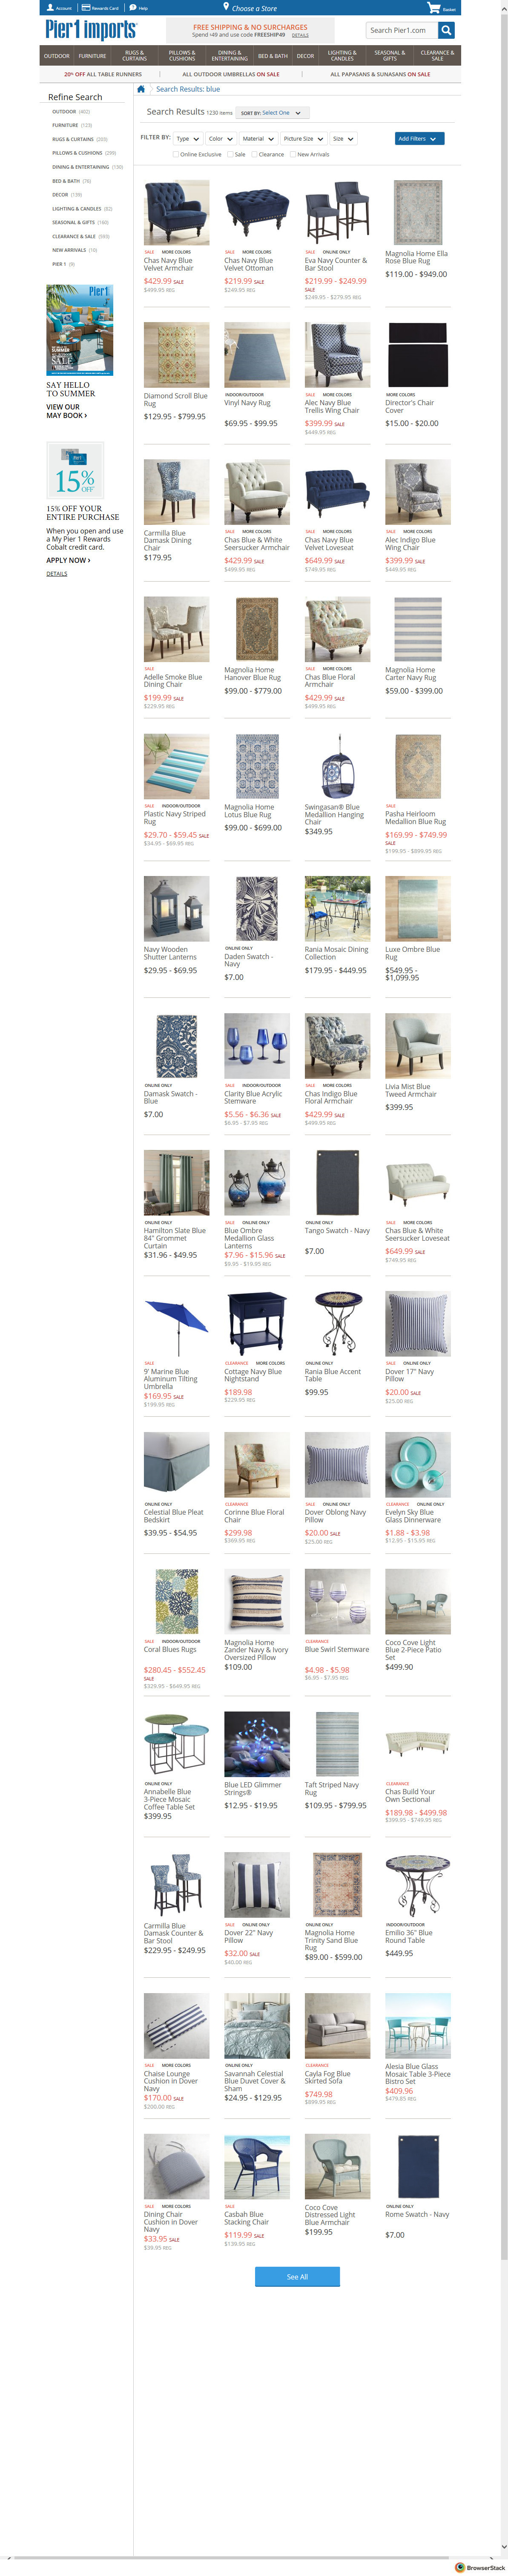 Account
Rewards Card
Help
Choose a Store
Basket
Pier1 imports
FREE SHIPPING & NO SURCHARGES
Spend $49 and use code FREESHIP49 DETAILS
Search Pier1.com
OUTDOOR
FURNITURE
RUGS & CURTAINS
PILLOWS & CUSHIONS
DINING & ENTERTAINING
BED & BATH
DECOR
LIGHTING & CANDLES
SEASONAL & GIFTS
CLEARANCE & SALE
20% OFF ALL TABLE RUNNERS
ALL OUTDOOR UMBRELLAS ON SALE
ALL PAPASANS & SUNASANS ON SALE
Refine Search
OUTDOOR (402)
FURNITURE (123)
RUGS & CURTAINS (203)
PILLOWS & CUSHIONS (299)
DINING & ENTERTAINING (130)
BED & BATH (76)
DECOR (139)
LIGHTING & CANDLES (52)
SEASONAL & GIFTS (160)
CLEARANCE & SALE (593)
NEW ARRIVALS (10)
PIER 1 (9)
Pier1
SUMMER
SALE
SAY HELLO
TO SUMMER
VIEW OUR
MAY BOOK ›
15% OFF
15% OFF YOUR
ENTIRE PURCHASE
When you open and use
a My Pier 1 Rewards
Cobalt credit card.
APPLY NOW ›
DETAILS
Search Results: blue
Search Results 1230 items
SORT BY: Select One
FILTER BY:
Type
Color
Material
Picture Size
Size
Add Filters
Online Exclusive
Sale
Clearance
New Arrivals
SALE MORE COLORS
Chas Navy Blue
Velvet Armchair
$429.99 SALE
$499.95 REG
SALE MORE COLORS
Chas Navy Blue
Velvet Ottoman
$219.99 SALE
$249.95 REG
SALE ONLINE ONLY
Eva Navy Counter &
Bar Stool
$219.99 - $249.99
SALE
$249.95 - $279.95 REG
Magnolia Home Ella
Rose Blue Rug
$119.00 - $949.00
Diamond Scroll Blue
Rug
$129.95 - $799.95
INDOOR/OUTDOOR
Vinyl Navy Rug
$69.95 - $99.95
SALE MORE COLORS
Alec Navy Blue
Trellis Wing Chair
$399.99 SALE
$449.95 REG
MORE COLORS
Director's Chair
Cover
$15.00 - $20.00
Carmilla Blue
Damask Dining
Chair
$179.95
SALE MORE COLORS
Chas Blue & White
Seersucker Armchair
$429.99 SALE
$499.95 REG
SALE MORE COLORS
Chas Navy Blue
Velvet Loveseat
$649.99 SALE
$749.95 REG
SALE MORE COLORS
Alec Indigo Blue
Wing Chair
$399.99 SALE
$449.95 REG
SALE
Adelle Smoke Blue
Dining Chair
$199.99 SALE
$229.95 REG
Magnolia Home
Hanover Blue Rug
$99.00 - $779.00
SALE MORE COLORS
Chas Blue Floral
Armchair
$429.99 SALE
$499.95 REG
Magnolia Home
Carter Navy Rug
$59.00 - $399.00
SALE INDOOR/OUTDOOR
Plastic Navy Striped
Rug
$29.70 - $59.45 SALE
$34.95 - $69.95 REG
Magnolia Home
Lotus Blue Rug
$99.00 - $699.00
Swingasan® Blue
Medallion Hanging
Chair
$349.95
SALE
Pasha Heirloom
Medallion Blue Rug
$169.99 - $749.99
SALE
$199.95 - $899.95 REG
Navy Wooden
Shutter Lanterns
$29.95 - $69.95
ONLINE ONLY
Daden Swatch -
Navy
$7.00
Rania Mosaic Dining
Collection
$179.95 - $449.95
Luxe Ombre Blue
Rug
$549.95 -
$1,099.95
ONLINE ONLY
Damask Swatch -
Blue
$7.00
SALE INDOOR/OUTDOOR
Clarity Blue Acrylic
Stemware
$5.56 - $6.36 SALE
$6.95 - $7.95 REG
SALE MORE COLORS
Chas Indigo Blue
Floral Armchair
$429.99 SALE
$499.95 REG
Livia Mist Blue
Tweed Armchair
$399.95
ONLINE ONLY
Hamilton Slate Blue
84" Grommet
Curtain
$31.96 - $49.95
SALE ONLINE ONLY
Blue Ombre
Medallion Glass
Lanterns
$7.96 - $15.96 SALE
$9.95 - $19.95 REG
ONLINE ONLY
Tango Swatch - Navy
$7.00
SALE MORE COLORS
Chas Blue & White
Seersucker Loveseat
$649.99 SALE
$749.95 REG
SALE
9' Marine Blue
Aluminum Tilting
Umbrella
$169.95 SALE
$199.95 REG
CLEARANCE MORE COLORS
Cottage Navy Blue
Nightstand
$189.98
$229.95 REG
ONLINE ONLY
Rania Blue Accent
Table
$99.95
SALE ONLINE ONLY
Dover 17" Navy
Pillow
$20.00 SALE
$25.00 REG
ONLINE ONLY
Celestial Blue Pleat
Bedskirt
$39.95 - $54.95
CLEARANCE
Corinne Blue Floral
Chair
$299.98
$369.95 REG
SALE ONLINE ONLY
Dover Oblong Navy
Pillow
$20.00 SALE
$25.00 REG
CLEARANCE ONLINE ONLY
Evelyn Sky Blue
Glass Dinnerware
$1.88 - $3.98
$12.95 - $15.95 REG
SALE INDOOR/OUTDOOR
Coral Blues Rugs
$280.45 - $552.45
SALE
$329.95 - $649.95 REG
Magnolia Home
Zander Navy & Ivory
Oversized Pillow
$109.00
CLEARANCE
Blue Swirl Stemware
$4.98 - $5.98
$6.95 - $7.95 REG
Coco Cove Light
Blue 2-Piece Patio
Set
$499.90
ONLINE ONLY
Annabelle Blue
3-Piece Mosaic
Coffee Table Set
$399.95
Blue LED Glimmer
Strings®
$12.95 - $19.95
Taft Striped Navy
Rug
$109.95 - $799.95
CLEARANCE
Chas Build Your
Own Sectional
$189.98 - $499.98
$399.95 - $749.95 REG
Carmilla Blue
Damask Counter &
Bar Stool
$229.95 - $249.95
SALE ONLINE ONLY
Dover 22" Navy
Pillow
$32.00 SALE
$40.00 REG
ONLINE ONLY
Magnolia Home
Trinity Sand Blue
Rug
$89.00 - $599.00
INDOOR/OUTDOOR
Emilio 36" Blue
Round Table
$449.95
SALE MORE COLORS
Chaise Lounge
Cushion in Dover
Navy
$170.00 SALE
$200.00 REG
ONLINE ONLY
Savannah Celestial
Blue Duvet Cover &
Sham
$24.95 - $129.95
CLEARANCE
Cayla Fog Blue
Skirted Sofa
$749.98
$899.95 REG
Alesia Blue Glass
Mosaic Table 3-Piece
Bistro Set
$409.96
$479.85 REG
SALE MORE COLORS
Dining Chair
Cushion in Dover
Navy
$33.95 SALE
$39.95 REG
SALE
Casbah Blue
Stacking Chair
$119.99 SALE
$139.95 REG
Coco Cove
Distressed Light
Blue Armchair
$199.95
ONLINE ONLY
Rome Swatch - Navy
$7.00
See All
BrowserStack